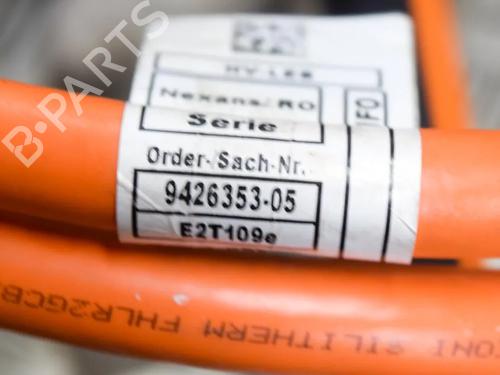 HV-LES
Nexans/RO
Serie
Order-/Sach-Nr.
9426353-05
E2T109e
FO
SILITHERM FHLR2GCB
B-PARTS